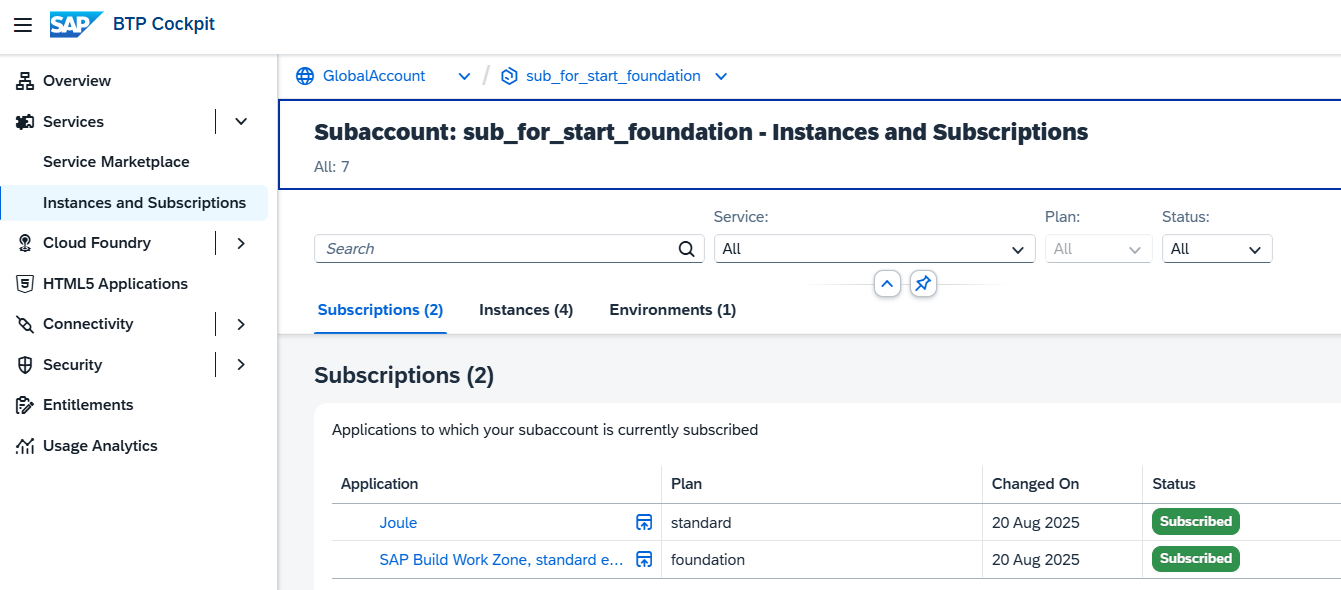 SAP BTP Cockpit
Overview
Services
Service Marketplace
Instances and Subscriptions
Cloud Foundry
HTML5 Applications
Connectivity
Security
Entitlements
Usage Analytics
GlobalAccount / sub_for_start_foundation
Subaccount: sub_for_start_foundation - Instances and Subscriptions
All: 7
Service: Plan: Status:
Search All All All
Subscriptions (2) Instances (4) Environments (1)
Subscriptions (2)
Applications to which your subaccount is currently subscribed
Application Plan Changed On Status
Joule standard 20 Aug 2025 Subscribed
SAP Build Work Zone, standard e... foundation 20 Aug 2025 Subscribed